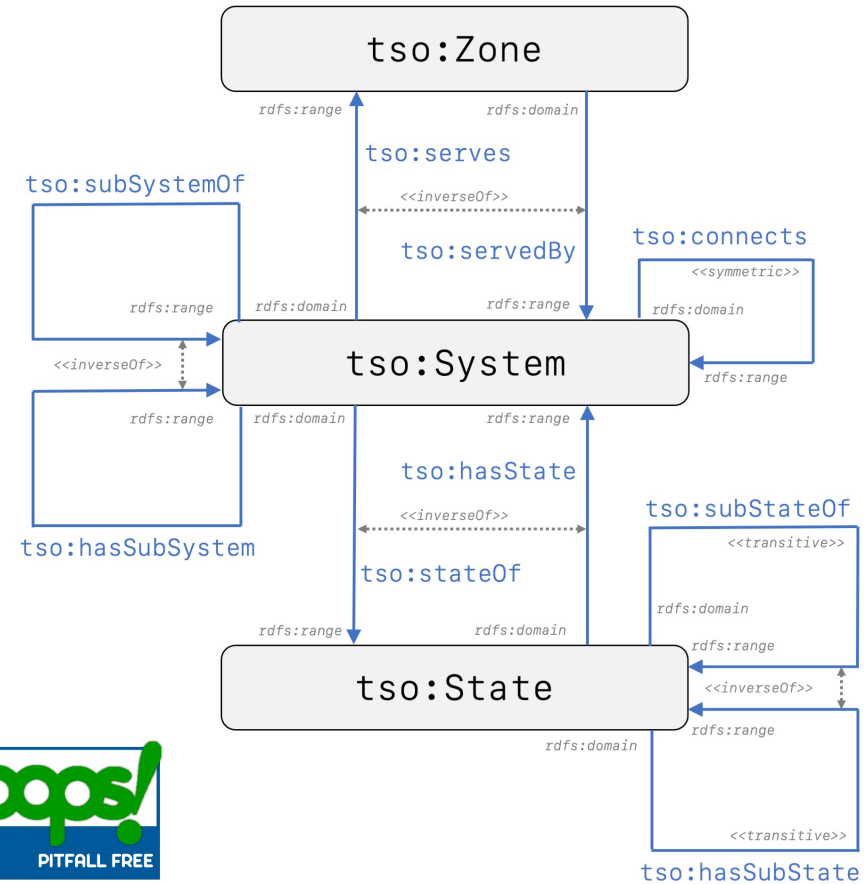 tso:Zone
rdfs:range
rdfs:domain
tso:serves
tso:subSystemOf
<<inverseOf>>
tso:servedBy
tso:connects
<<symmetric>>
rdfs:range
rdfs:domain
rdfs:range
rdfs:domain
<<inverseOf>>
tso:System
rdfs:range
rdfs:range
rdfs:domain
rdfs:range
tso:hasState
<<inverseOf>>
tso:subStateOf
<<transitive>>
tso:hasSubSystem
tso:stateOf
rdfs:domain
rdfs:range
rdfs:domain
rdfs:range
tso:State
<<inverseOf>>
rdfs:range
rdfs:domain
oops!
PITFALL FREE
<<transitive>>
tso:hasSubState